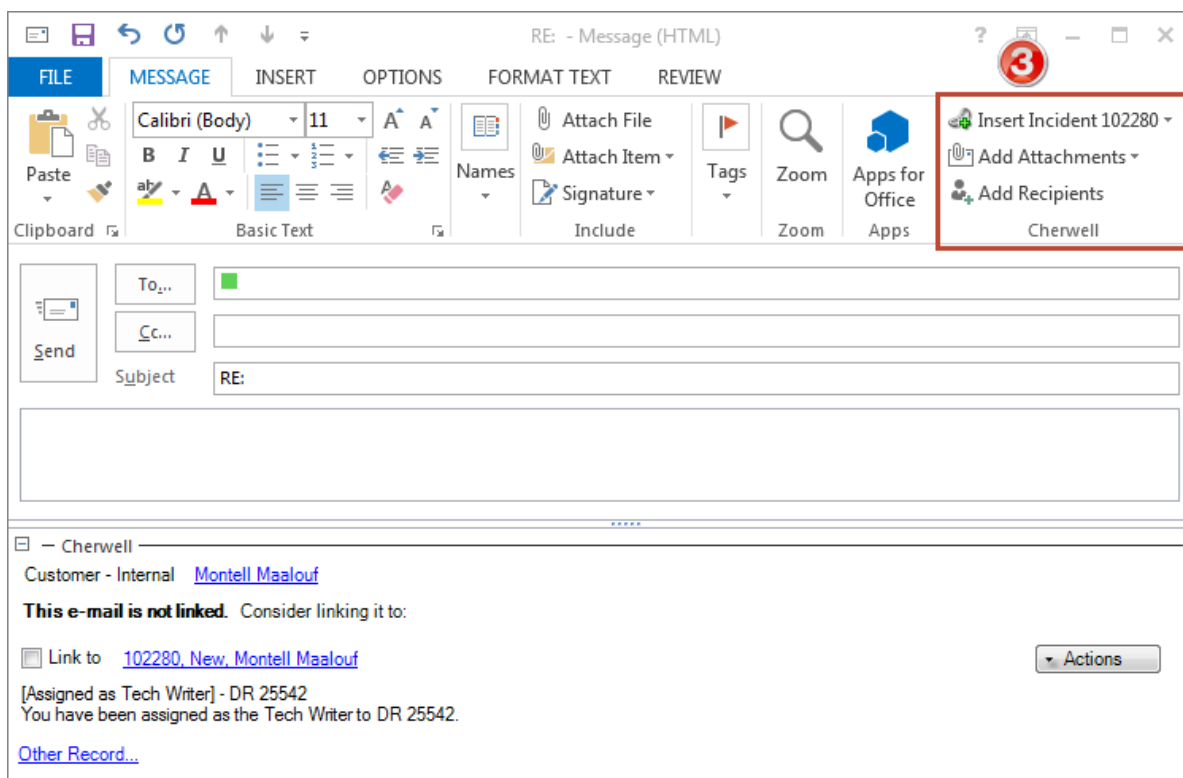 RE: - Message (HTML)
?
3
FILE MESSAGE INSERT OPTIONS FORMAT TEXT REVIEW
Paste
Clipboard
Calibri (Body) 11 A A
B I U
aby A
Basic Text
Names
Attach File
Attach Item
Signature
Include
Tags
Zoom
Zoom
Apps for
Office
Apps
Insert Incident 102280
Add Attachments
Add Recipients
Cherwell
Send
To...
Cc...
Subject RE:
Cherwell
Customer - Internal Montell Maalouf
This e-mail is not linked. Consider linking it to:
Link to 102280, New, Montell Maalouf
Actions
[Assigned as Tech Writer] - DR 25542
You have been assigned as the Tech Writer to DR 25542.
Other Record...